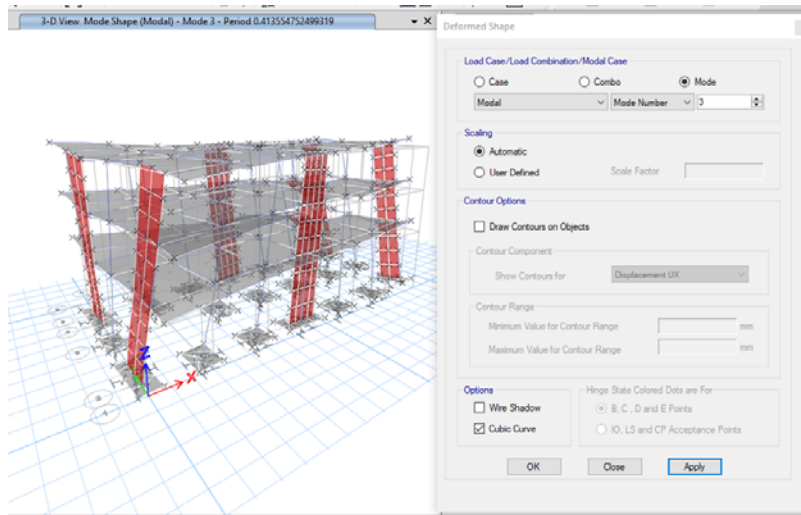 3-D View Mode Shape (Modal) - Mode 3 - Period 0.413554752499319
Deformed Shape
Load Case/Load Combination/Modal Case
Case Combo Mode
Modal Mode Number 3
Scaling
Automatic
User Defined Scale Factor
Contour Options
Draw Contours on Objects
Contour Component
Show Contours for Displacement UX
Contour Range
Minimum Value for Contour Range mm
Maximum Value for Contour Range mm
Options Hinge State Colored Dots are For
Wire Shadow B, C , D and E Points
Cubic Curve IO, LS and CP Acceptance Points
OK Close Apply
Z
X